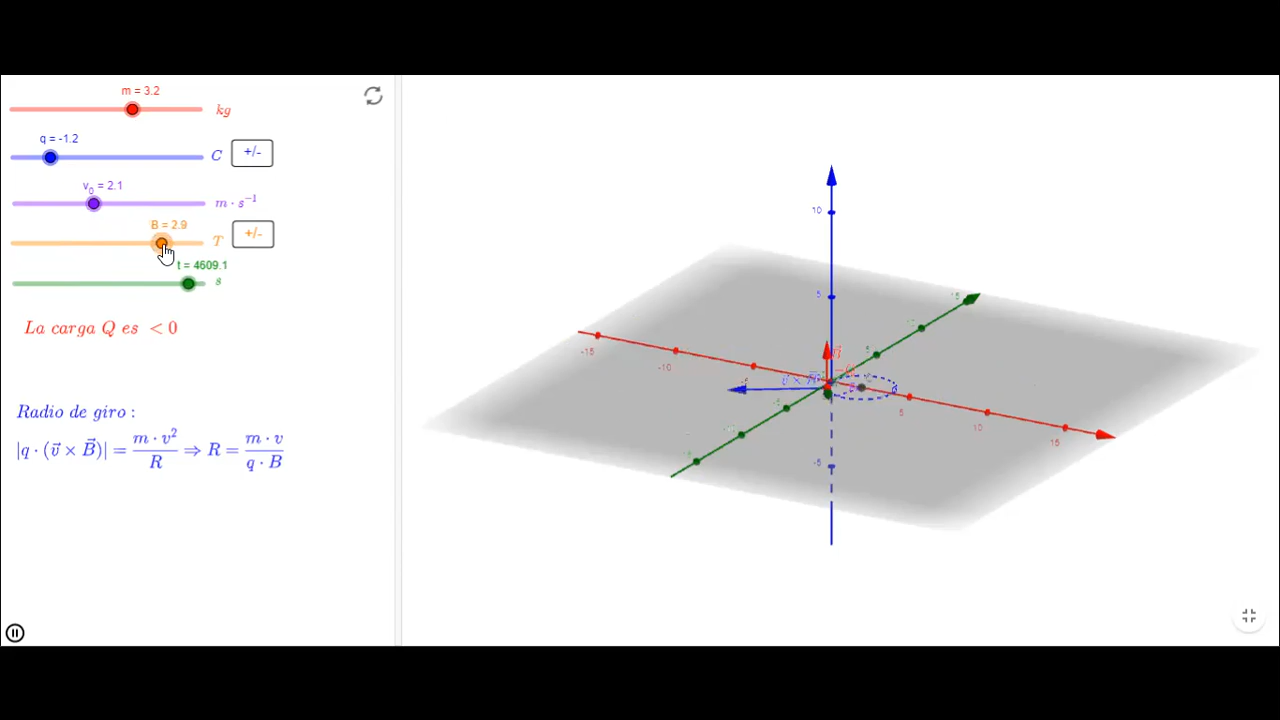 m = 3.2
kg
q = -1.2
C
+/-
v₀ = 2.1
m · s⁻¹
B = 2.9
T
+/-
t = 4609.1
s
La carga Q es < 0
Radio de giro :
|q · (v⃗ × B⃗)| = m · v² / R ⇒ R = m · v / q · B
10
5
-5
-15
-10
5
10
15
15
5
-5
v⃗ × B⃗